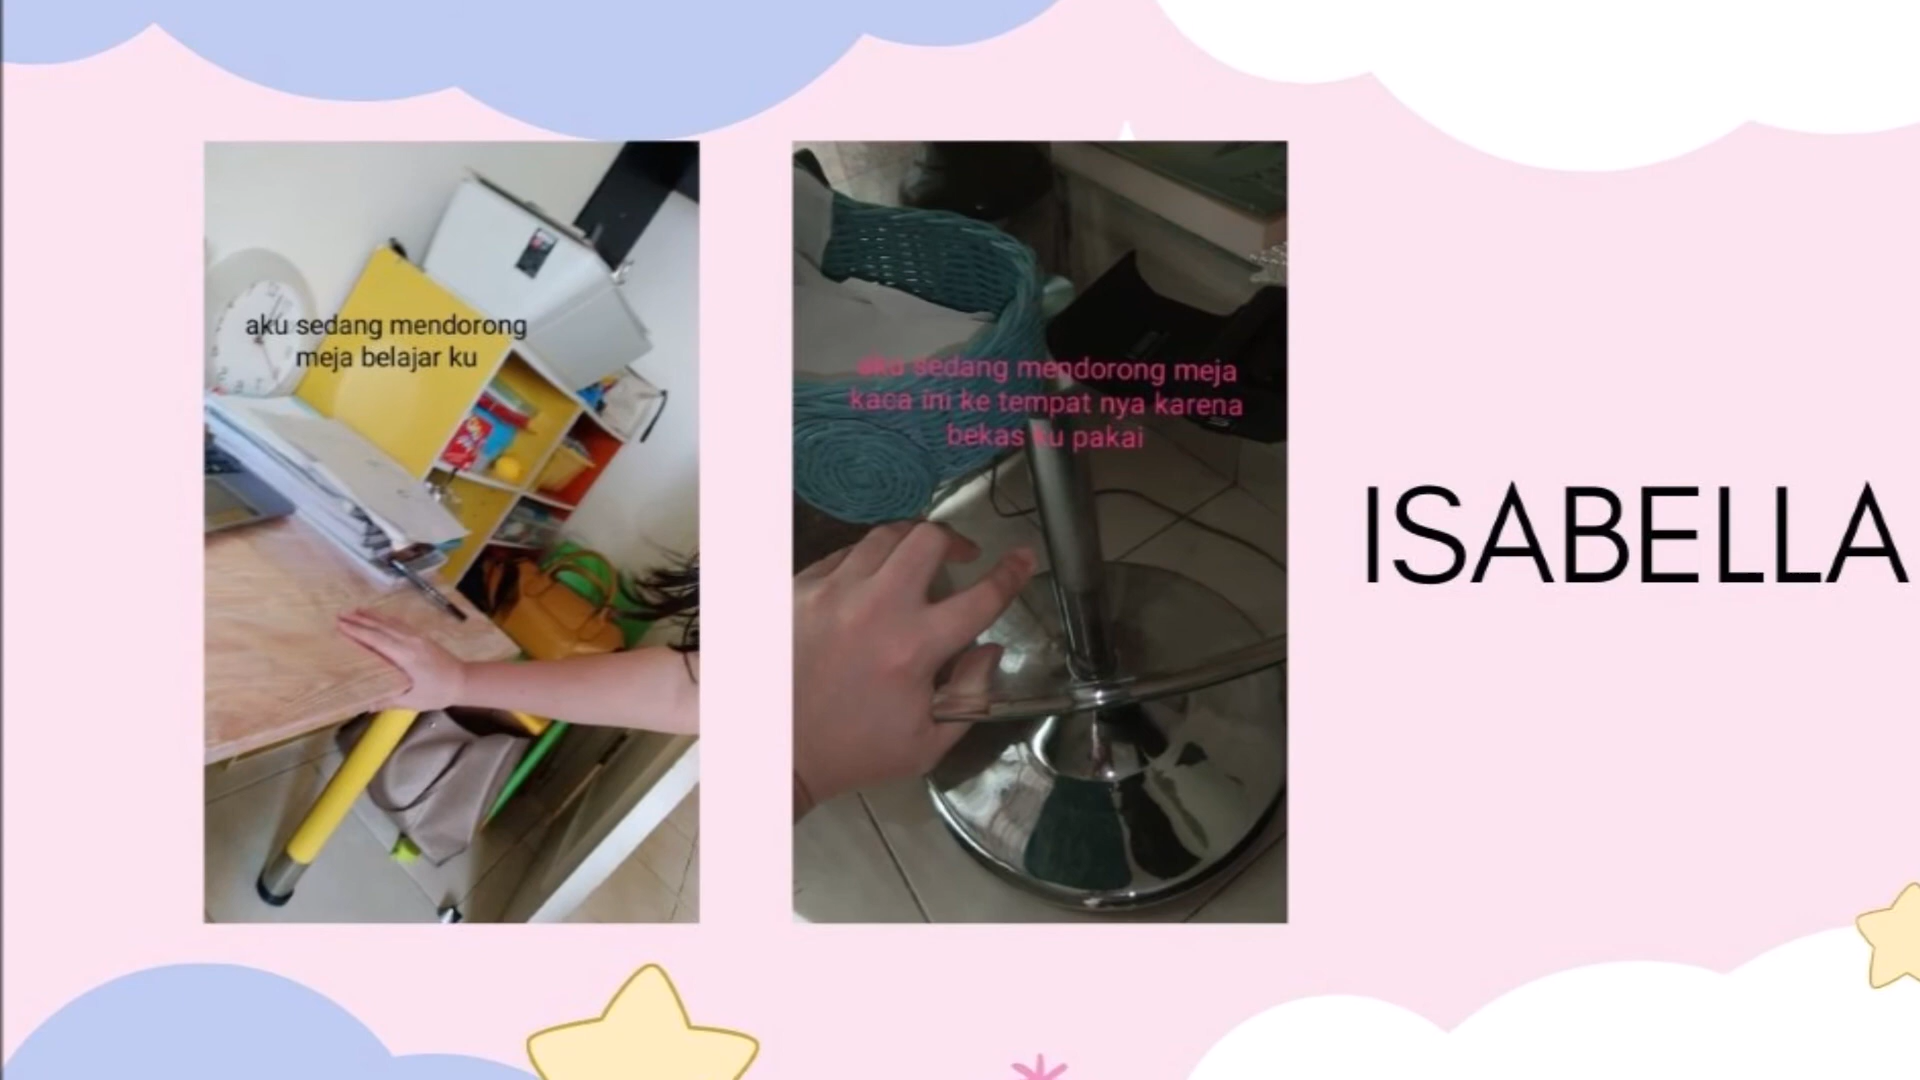 aku sedang mendorong
meja belajar ku
aku sedang mendorong meja
kaca ini ke tempat nya karena
bekas ku pakai
ISABELLA